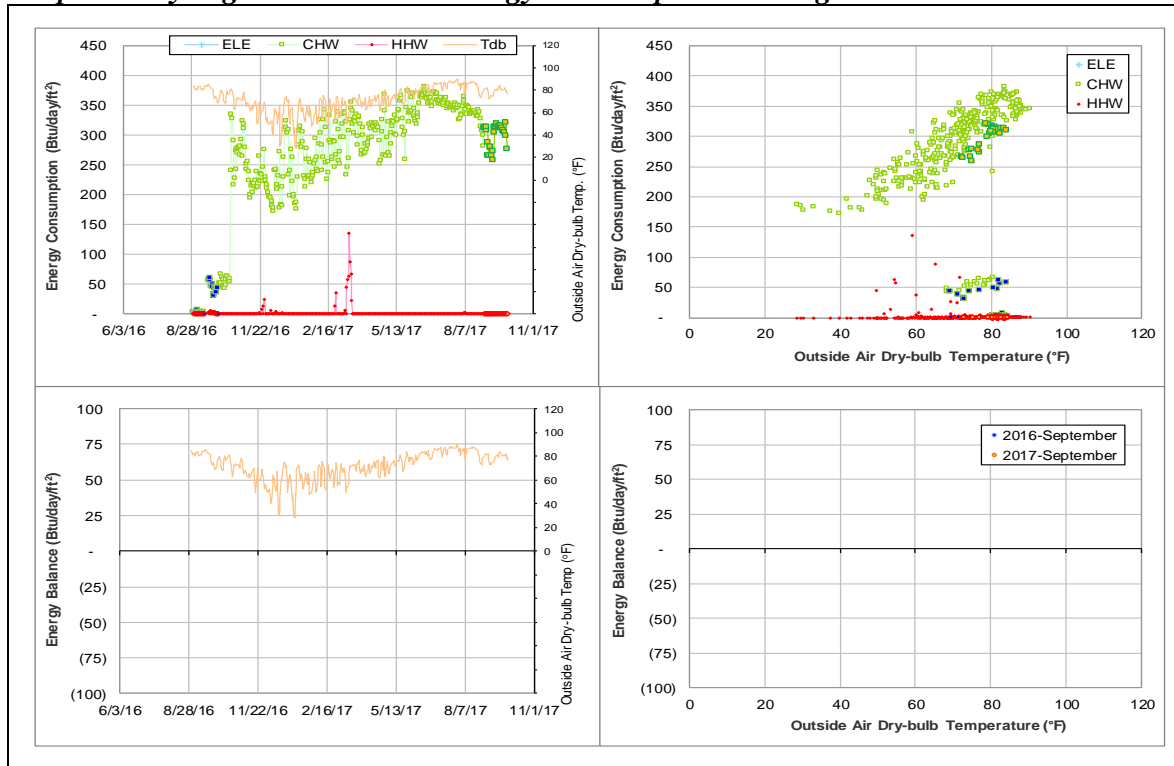 ELE CHW HHW Tdb
Energy Consumption (Btu/day/ft²)
450
400
350
300
250
200
150
100
50
-
120
100
80
60
40
20
0
Outside Air Dry-bulb Temp. (°F)
6/3/16 8/28/16 11/22/16 2/16/17 5/13/17 8/7/17 11/1/17
ELE
CHW
HHW
Energy Consumption (Btu/day/ft²)
450
400
350
300
250
200
150
100
50
-
0 20 40 60 80 100 120
Outside Air Dry-bulb Temperature (°F)
Energy Balance (Btu/day/ft²)
100
75
50
25
-
(25)
(50)
(75)
(100)
120
100
80
60
40
20
0
Outside Air Dry-bulb Temp (°F)
6/3/16 8/28/16 11/22/16 2/16/17 5/13/17 8/7/17 11/1/17
2016-September
2017-September
Energy Balance (Btu/day/ft²)
100
75
50
25
-
(25)
(50)
(75)
(100)
0 20 40 60 80 100 120
Outside Air Dry-bulb Temperature (°F)